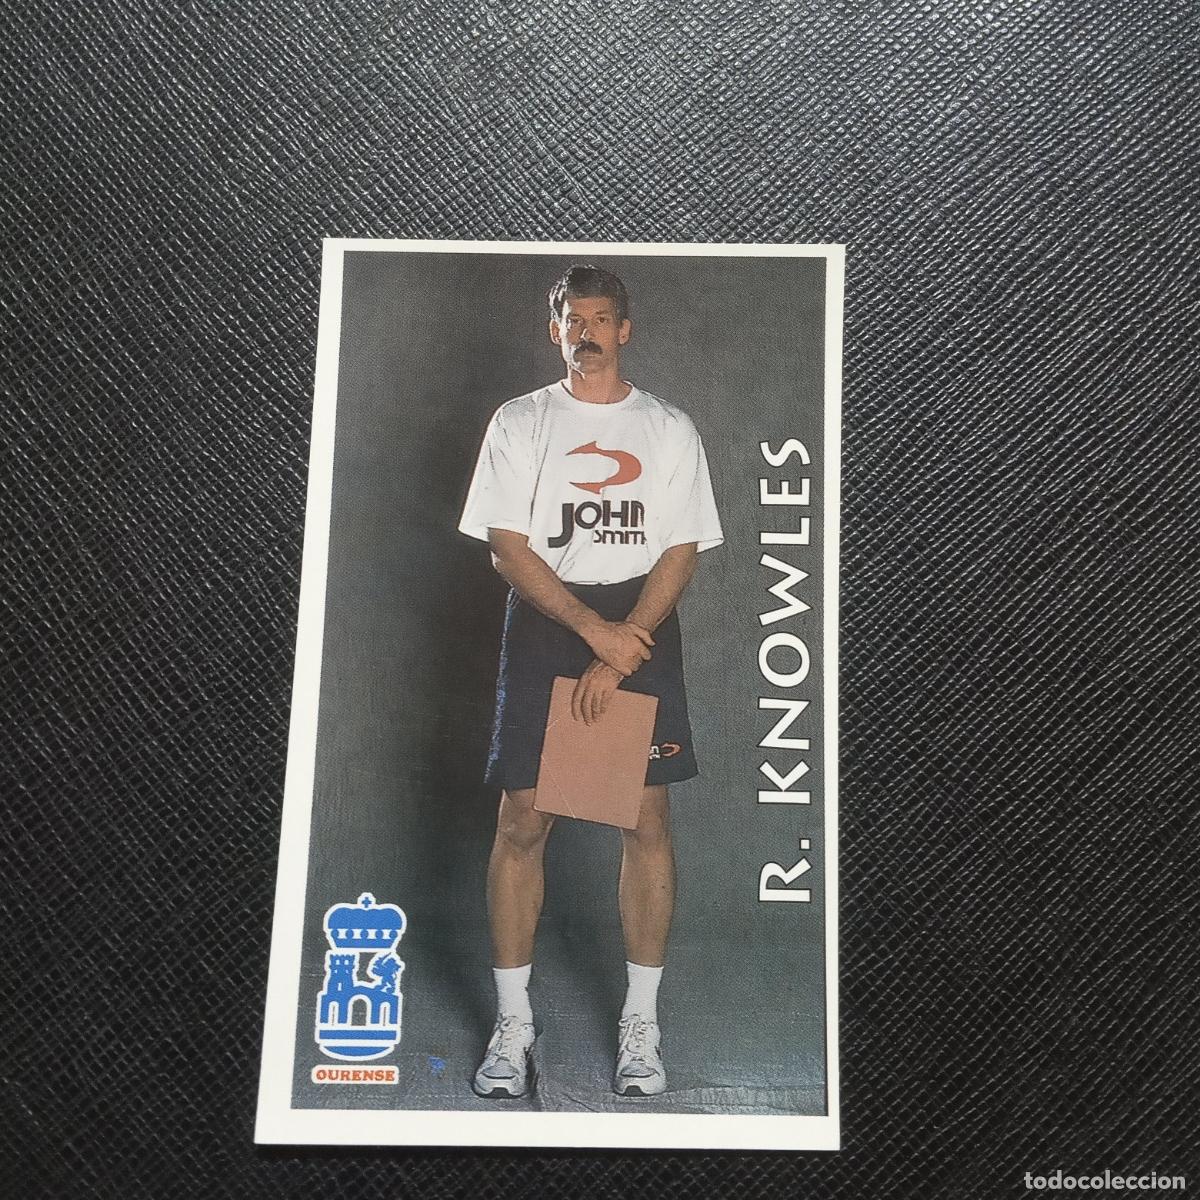 JOHN
SMITH
R. KNOWLES
OURENSE
todocoleccion